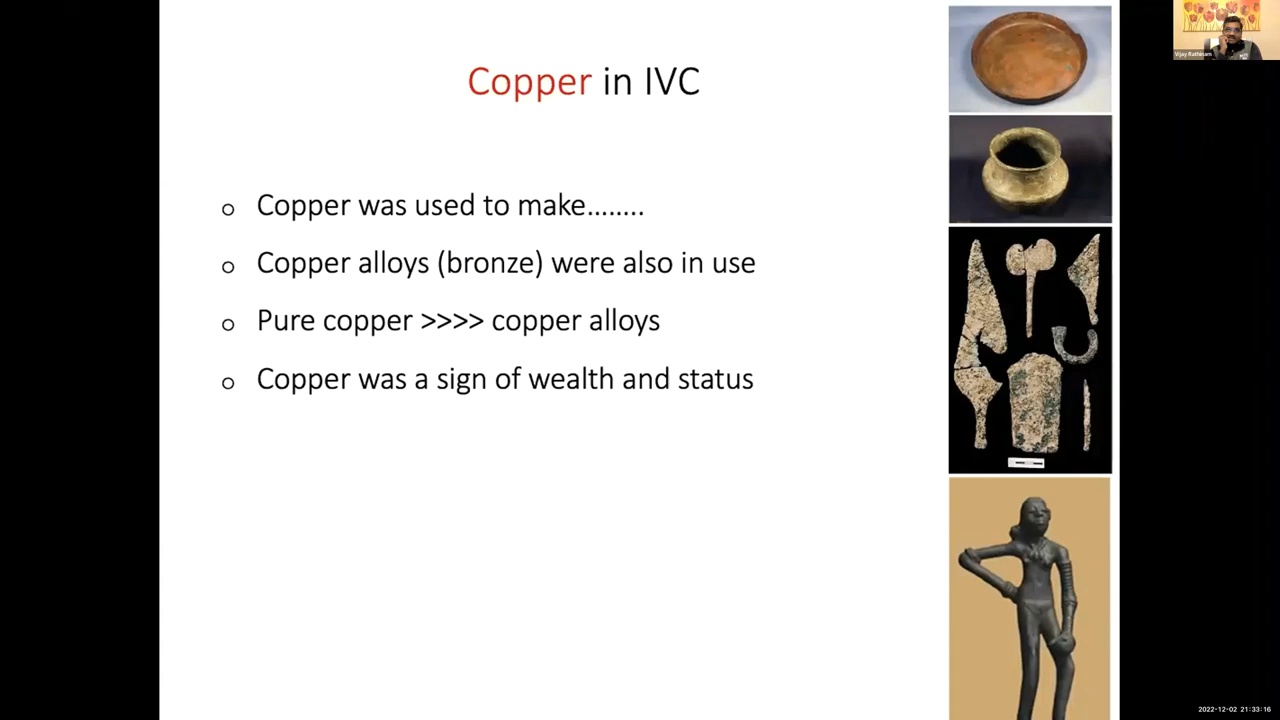 Copper in IVC
Copper was used to make........
Copper alloys (bronze) were also in use
Pure copper >>>> copper alloys
Copper was a sign of wealth and status
Vijay Rathinam
2022-12-02 21:33:16